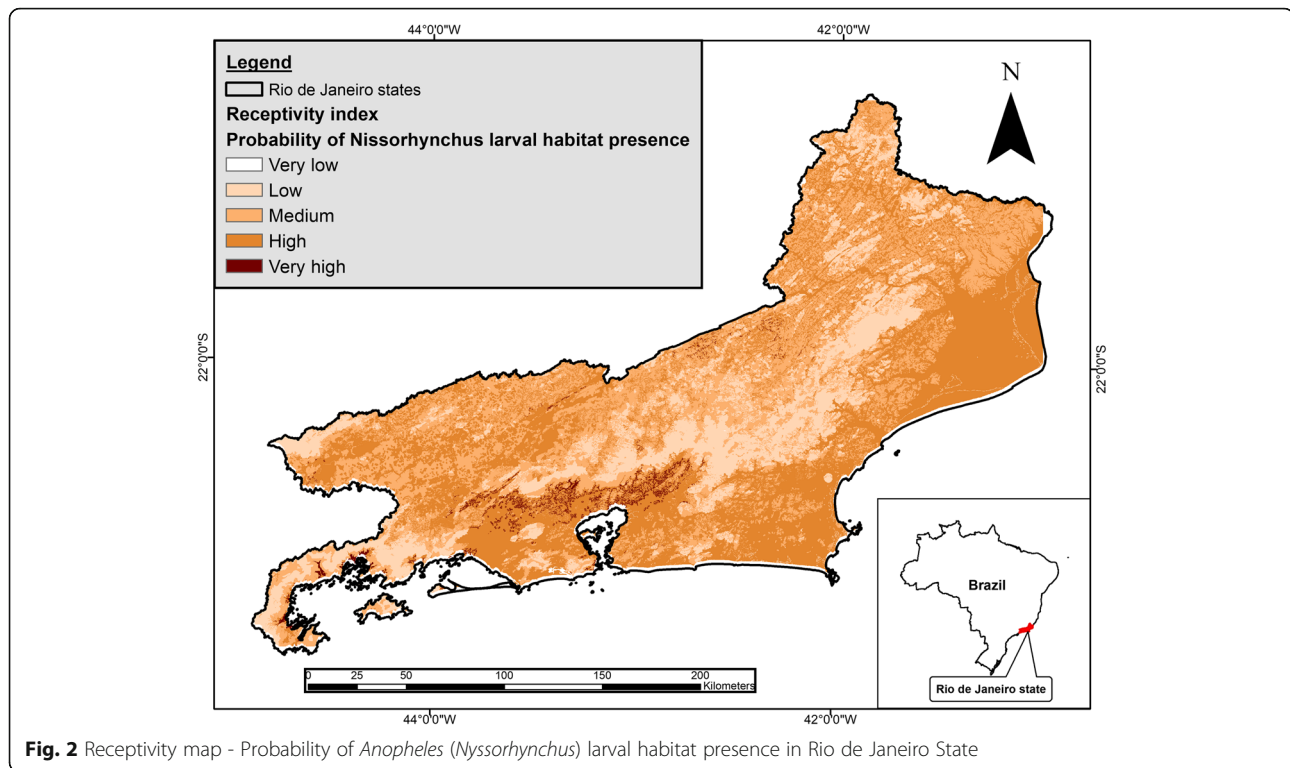 44°0'0"W 42°0'0"W
Legend
Rio de Janeiro states
Receptivity index
Probability of Nissorhynchus larval habitat presence
Very low
Low
Medium
High
Very high
N
22°0'0"S 22°0'0"S
Brazil
Rio de Janeiro state
0 25 50 100 150 200
Kilometers
44°0'0"W 42°0'0"W
Fig. 2 Receptivity map - Probability of Anopheles (Nyssorhynchus) larval habitat presence in Rio de Janeiro State